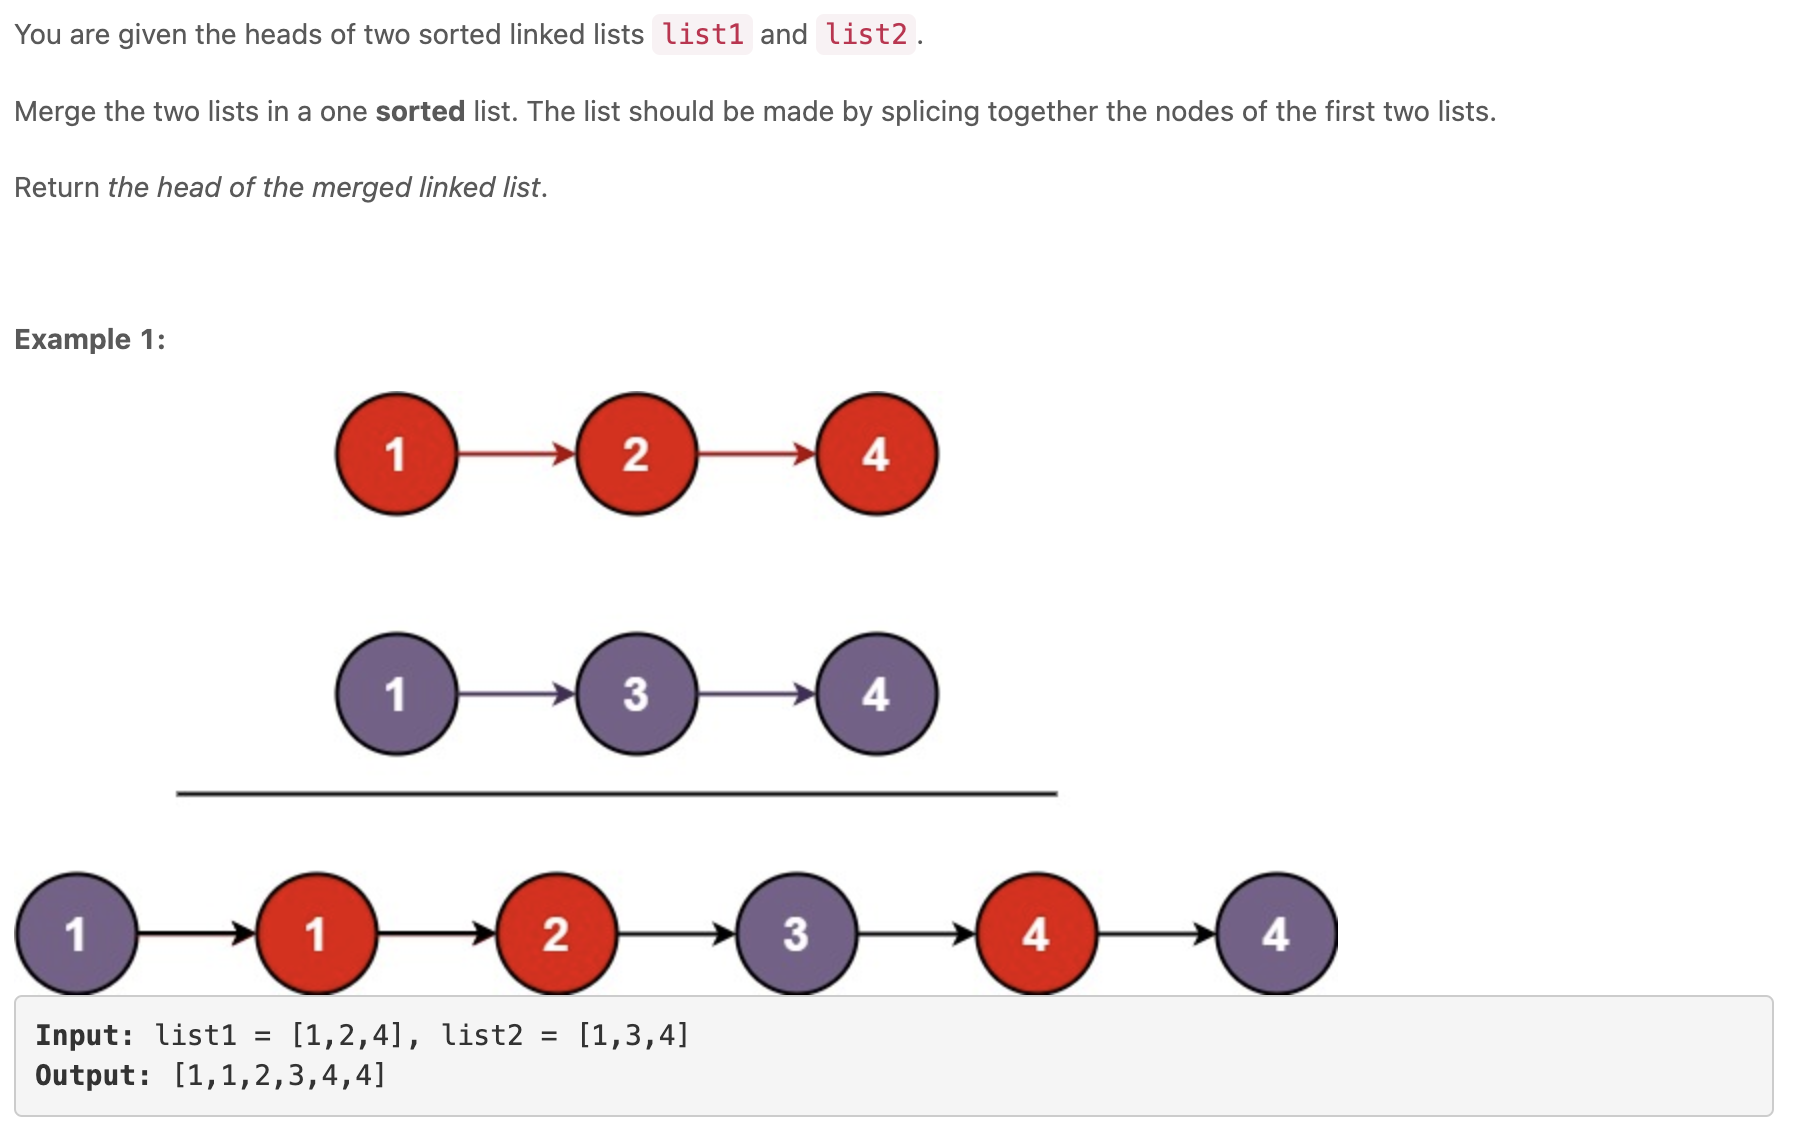 You are given the heads of two sorted linked lists list1 and list2.
Merge the two lists in a one sorted list. The list should be made by splicing together the nodes of the first two lists.
Return the head of the merged linked list.
Example 1:
1 2 4
1 3 4
1 1 2 3 4 4
Input: list1 = [1,2,4], list2 = [1,3,4]
Output: [1,1,2,3,4,4]